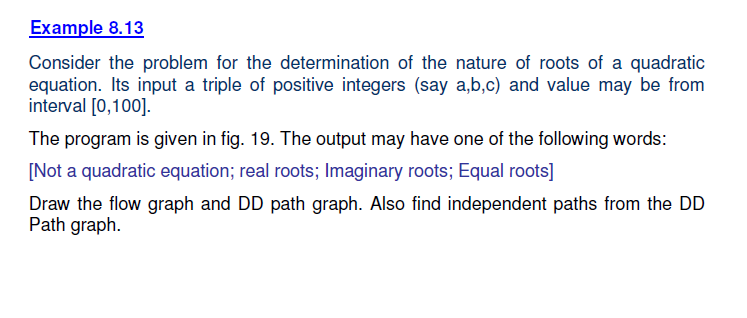 Example 8.13
Consider the problem for the determination of the nature of roots of a quadratic
equation. Its input a triple of positive integers (say a,b,c) and value may be from
interval [0,100].
The program is given in fig. 19. The output may have one of the following words:
[Not a quadratic equation; real roots; Imaginary roots; Equal roots]
Draw the flow graph and DD path graph. Also find independent paths from the DD
Path graph.